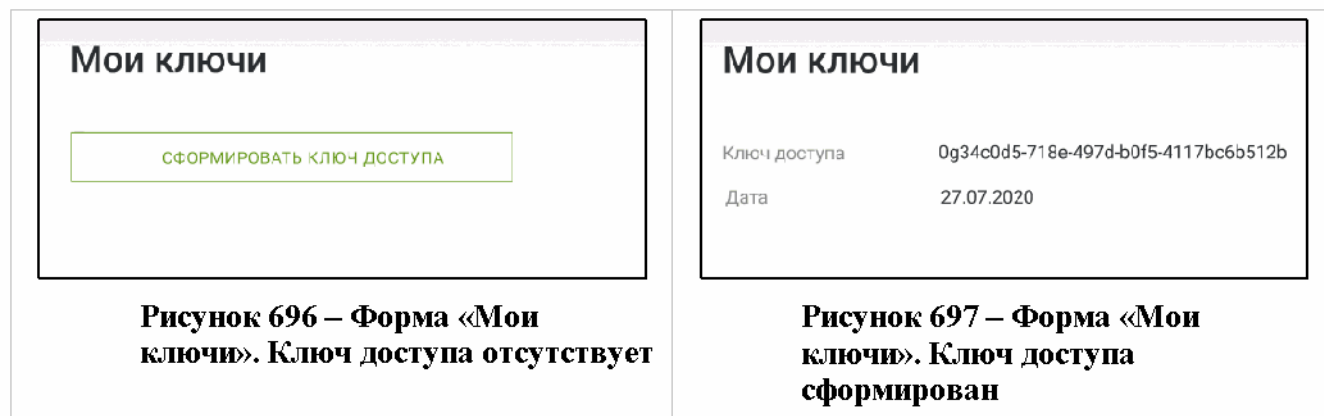 Мои ключи
СФОРМИРОВАТЬ КЛЮЧ ДОСТУПА
Рисунок 696 – Форма «Мои
ключи». Ключ доступа отсутствует
Мои ключи
Ключ доступа 0g34c0d5-718e-497d-b0f5-4117bc6b512b
Дата 27.07.2020
Рисунок 697 – Форма «Мои
ключи». Ключ доступа
сформирован